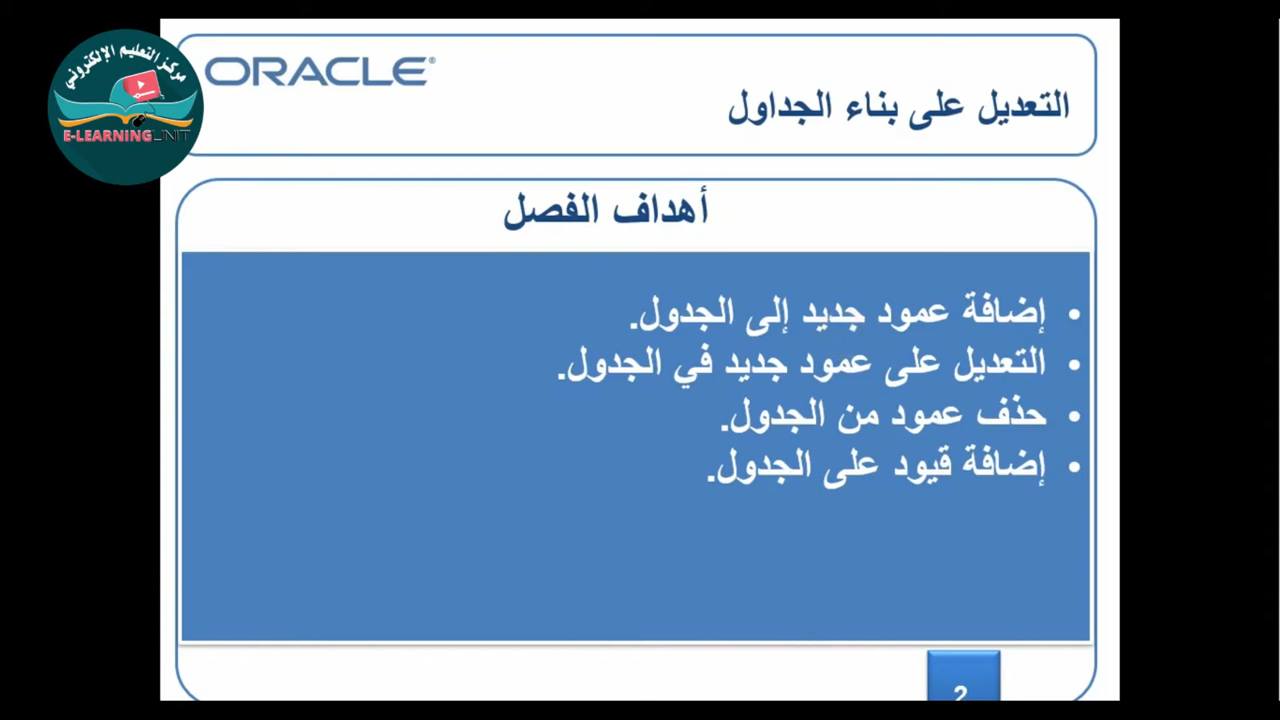 مركز التعليم الإلكتروني
E-LEARNING UNIT
ORACLE®
التعديل على بناء الجداول
أهداف الفصل
• إضافة عمود جديد إلى الجدول.
• التعديل على عمود جديد في الجدول.
• حذف عمود من الجدول.
• إضافة قيود على الجدول.
2